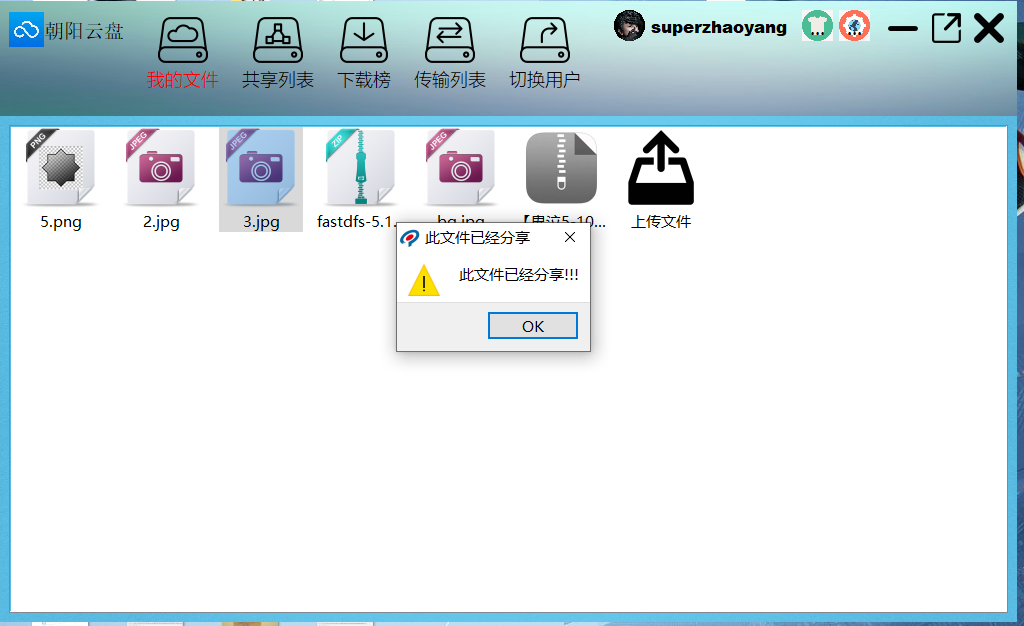 朝阳云盘
superzhaoyang
我的文件 共享列表 下载榜 传输列表 切换用户
PNG JPEG JPEG ZIP JPEG
5.png 2.jpg 3.jpg fastdfs-5.1... bg.jpg 【鬼泣5-10... 上传文件
此文件已经分享
此文件已经分享!!!
OK